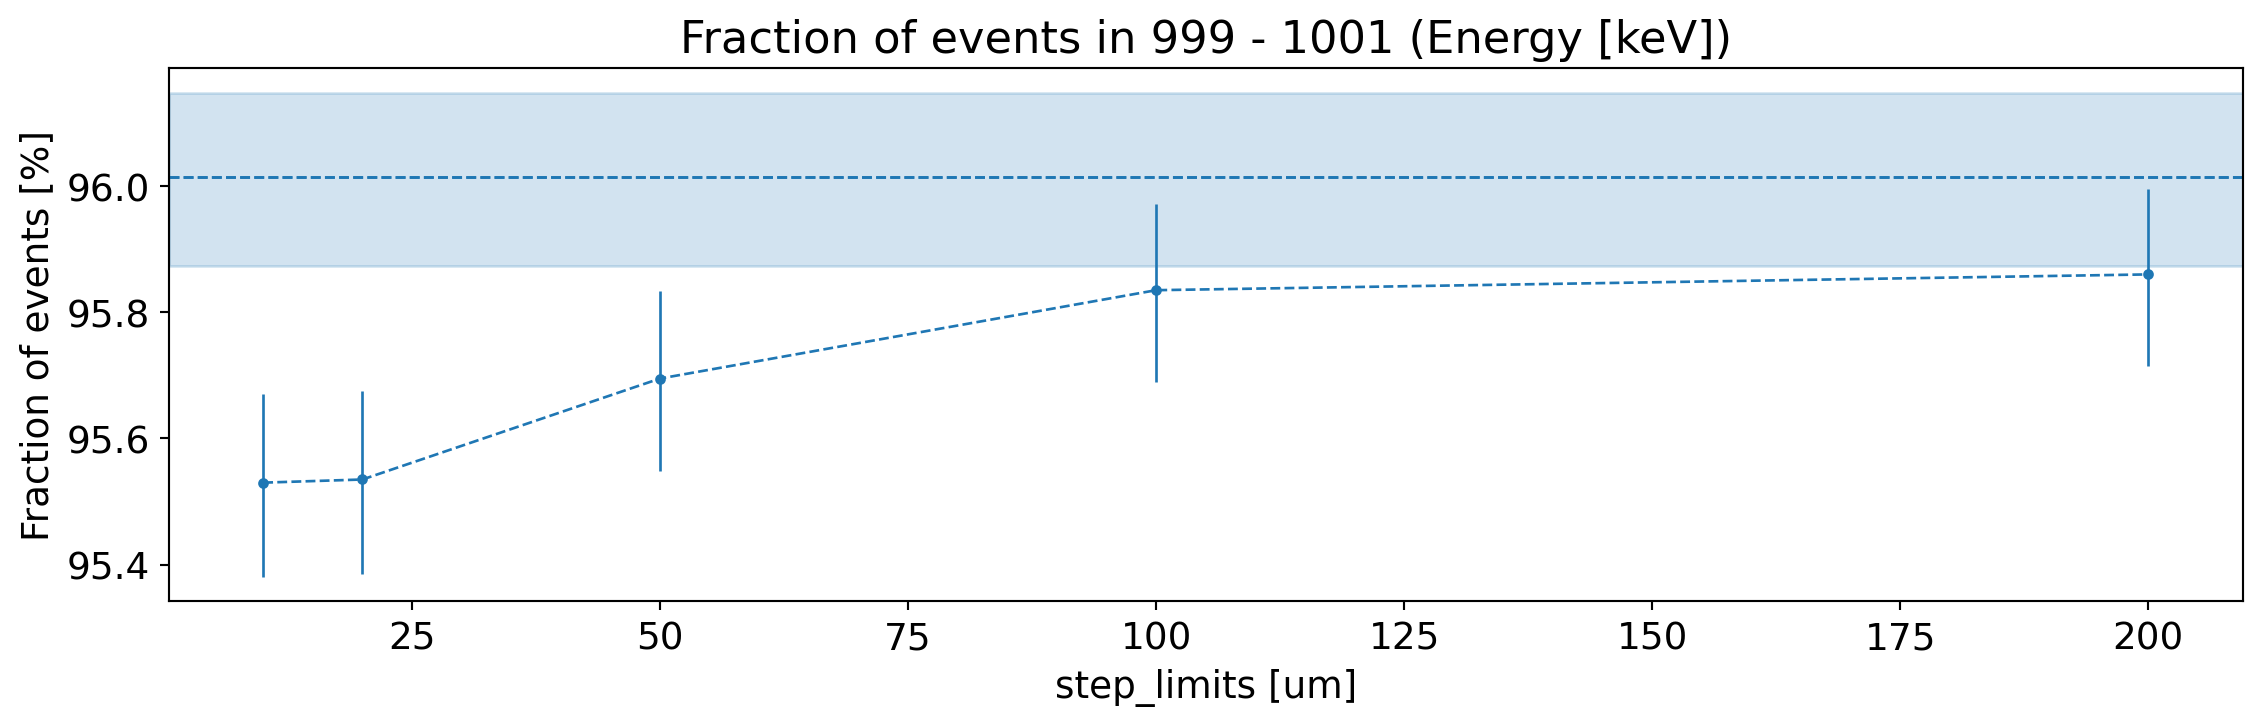 Fraction of events in 999 - 1001 (Energy [keV])
Fraction of events [%]
96.0
95.8
95.6
95.4
25 50 75 100 125 150 175 200
step_limits [um]